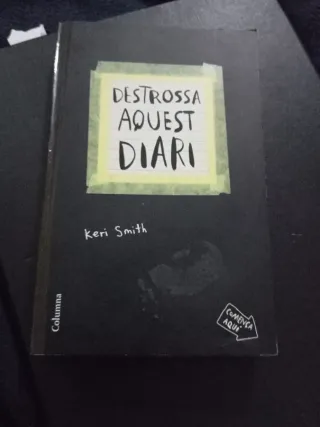 DESTROSSA
AQUEST
DIARI
Keri Smith
Columna
COMENÇA
AQUÍ